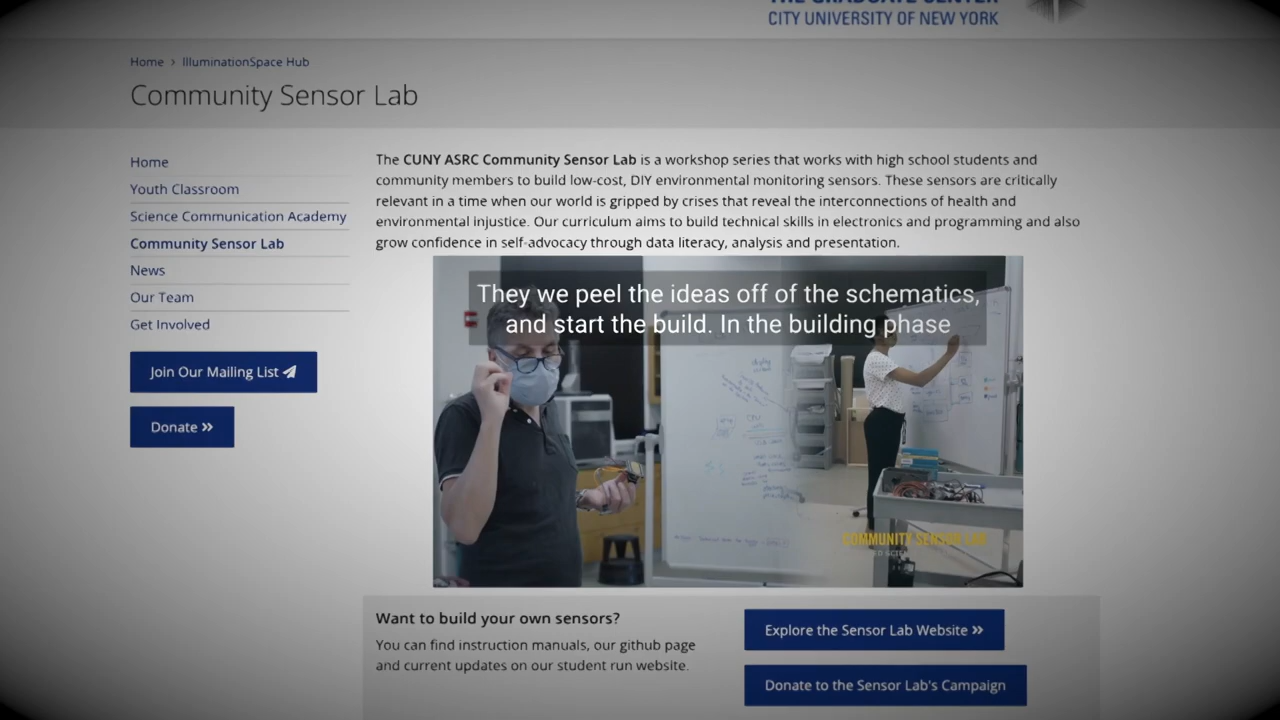 THE GRADUATE CENTER
CITY UNIVERSITY OF NEW YORK
Home › IlluminationSpace Hub
Community Sensor Lab
Home
Youth Classroom
Science Communication Academy
Community Sensor Lab
News
Our Team
Get Involved
Join Our Mailing List
Donate »
The CUNY ASRC Community Sensor Lab is a workshop series that works with high school students and
community members to build low-cost, DIY environmental monitoring sensors. These sensors are critically
relevant in a time when our world is gripped by crises that reveal the interconnections of health and
environmental injustice. Our curriculum aims to build technical skills in electronics and programming and also
grow confidence in self-advocacy through data literacy, analysis and presentation.
They we peel the ideas off of the schematics,
and start the build. In the building phase
COMMUNITY SENSOR LAB
Want to build your own sensors?
You can find instruction manuals, our github page
and current updates on our student run website.
Explore the Sensor Lab Website »
Donate to the Sensor Lab's Campaign